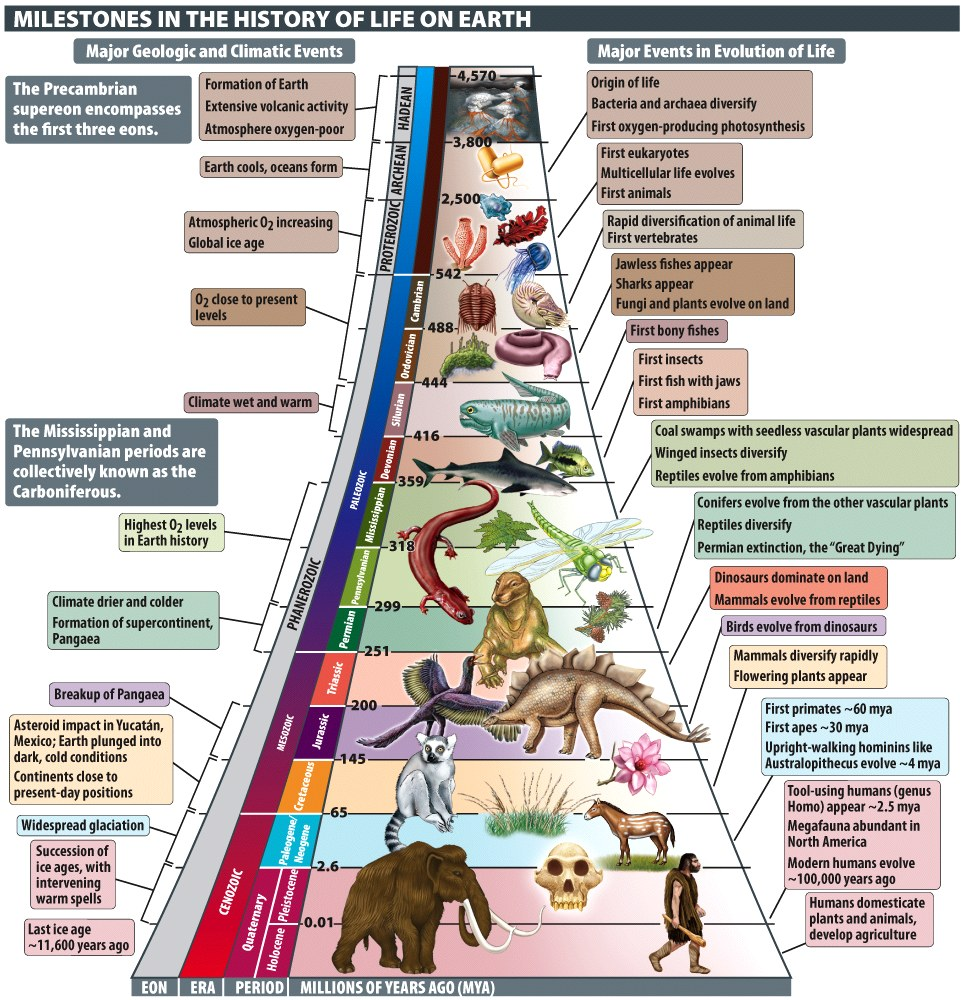 MILESTONES IN THE HISTORY OF LIFE ON EARTH
Major Geologic and Climatic Events
Major Events in Evolution of Life
The Precambrian
supereon encompasses
the first three eons.
Formation of Earth
Extensive volcanic activity
Atmosphere oxygen-poor
Earth cools, oceans form
Atmospheric O2 increasing
Global ice age
O2 close to present
levels
Climate wet and warm
The Mississippian and
Pennsylvanian periods are
collectively known as the
Carboniferous.
Highest O2 levels
in Earth history
Climate drier and colder
Formation of supercontinent,
Pangaea
Breakup of Pangaea
Asteroid impact in Yucatán,
Mexico; Earth plunged into
dark, cold conditions
Continents close to
present-day positions
Widespread glaciation
Succession of
ice ages, with
intervening
warm spells
Last ice age
~11,600 years ago
HADEAN
ARCHEAN
PROTEROZOIC
PHANEROZOIC
PALEOZOIC
MESOZOIC
CENOZOIC
Cambrian
Ordovician
Silurian
Devonian
Mississippian
Pennsylvanian
Permian
Triassic
Jurassic
Cretaceous
Paleogene/
Neogene
Quaternary
Pleistocene
Holocene
4,570
3,800
2,500
542
488
444
416
359
318
299
251
200
145
65
2.6
0.01
Origin of life
Bacteria and archaea diversify
First oxygen-producing photosynthesis
First eukaryotes
Multicellular life evolves
First animals
Rapid diversification of animal life
First vertebrates
Jawless fishes appear
Sharks appear
Fungi and plants evolve on land
First bony fishes
First insects
First fish with jaws
First amphibians
Coal swamps with seedless vascular plants widespread
Winged insects diversify
Reptiles evolve from amphibians
Conifers evolve from the other vascular plants
Reptiles diversify
Permian extinction, the “Great Dying”
Dinosaurs dominate on land
Mammals evolve from reptiles
Birds evolve from dinosaurs
Mammals diversify rapidly
Flowering plants appear
First primates ~60 mya
First apes ~30 mya
Upright-walking hominins like
Australopithecus evolve ~4 mya
Tool-using humans (genus
Homo) appear ~2.5 mya
Megafauna abundant in
North America
Modern humans evolve
~100,000 years ago
Humans domesticate
plants and animals,
develop agriculture
EON
ERA
PERIOD
MILLIONS OF YEARS AGO (MYA)